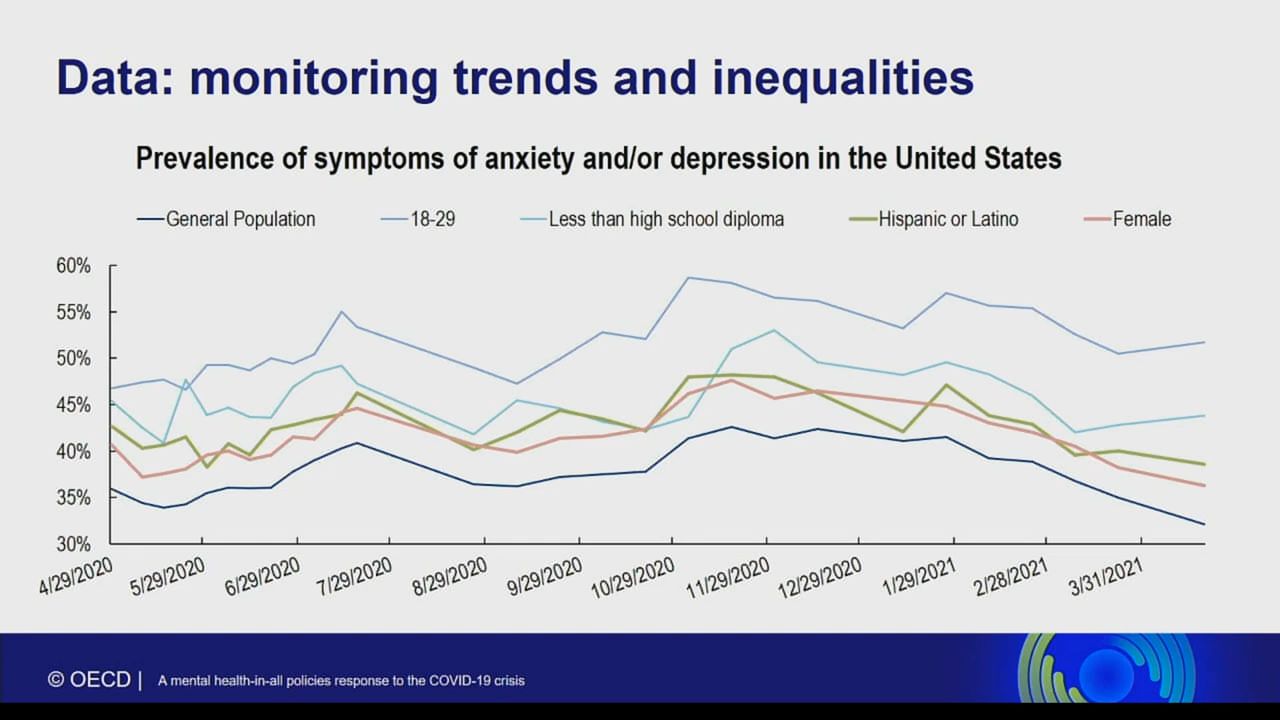 Data: monitoring trends and inequalities
Prevalence of symptoms of anxiety and/or depression in the United States
General Population 18-29 Less than high school diploma Hispanic or Latino Female
60%
55%
50%
45%
40%
35%
30%
4/29/2020 5/29/2020 6/29/2020 7/29/2020 8/29/2020 9/29/2020 10/29/2020 11/29/2020 12/29/2020 1/29/2021 2/28/2021 3/31/2021
© OECD | A mental health-in-all policies response to the COVID-19 crisis